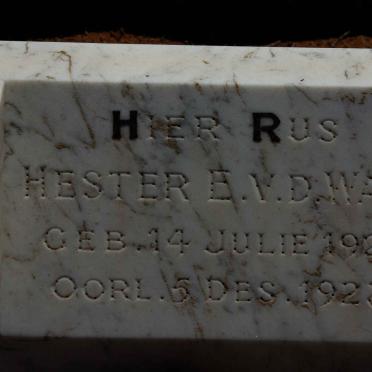 HIER RUS
HESTER E.V.D.WA
GEB. 14 JULIE 19
OORL. 5 DES. 192